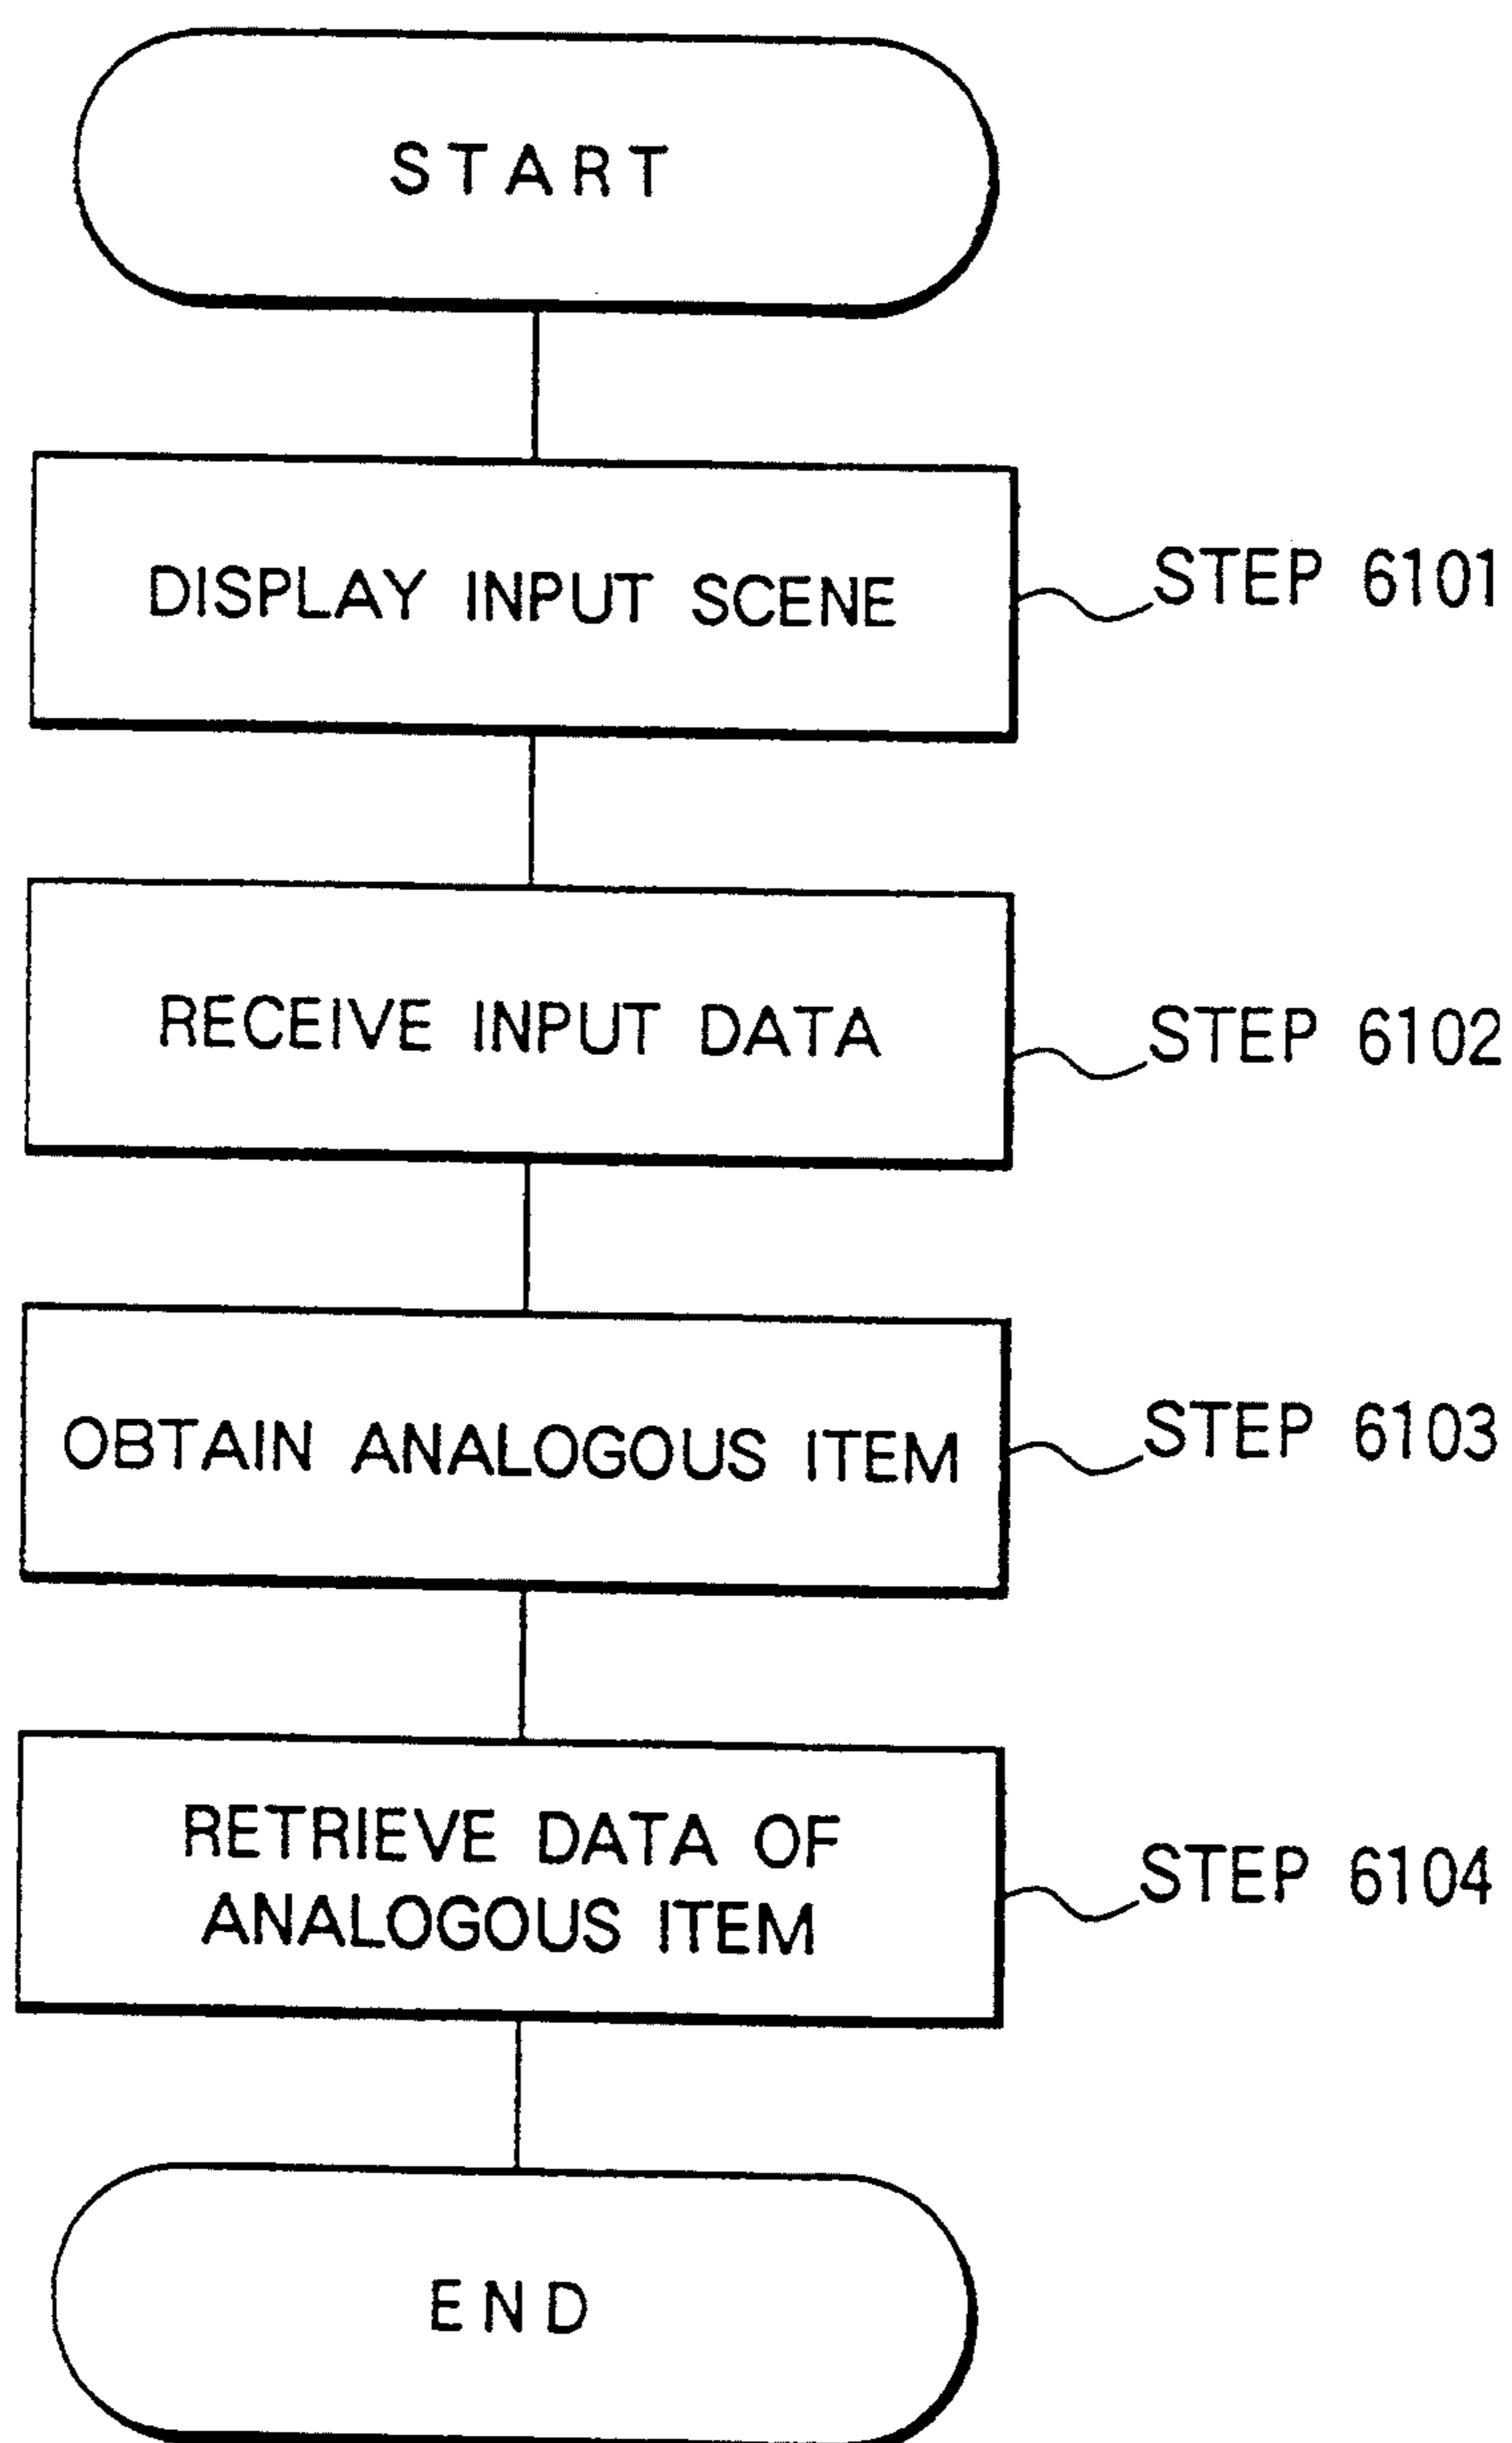 START
DISPLAY INPUT SCENE
STEP 6101
RECEIVE INPUT DATA
STEP 6102
OBTAIN ANALOGOUS ITEM
STEP 6103
RETRIEVE DATA OF
ANALOGOUS ITEM
STEP 6104
END